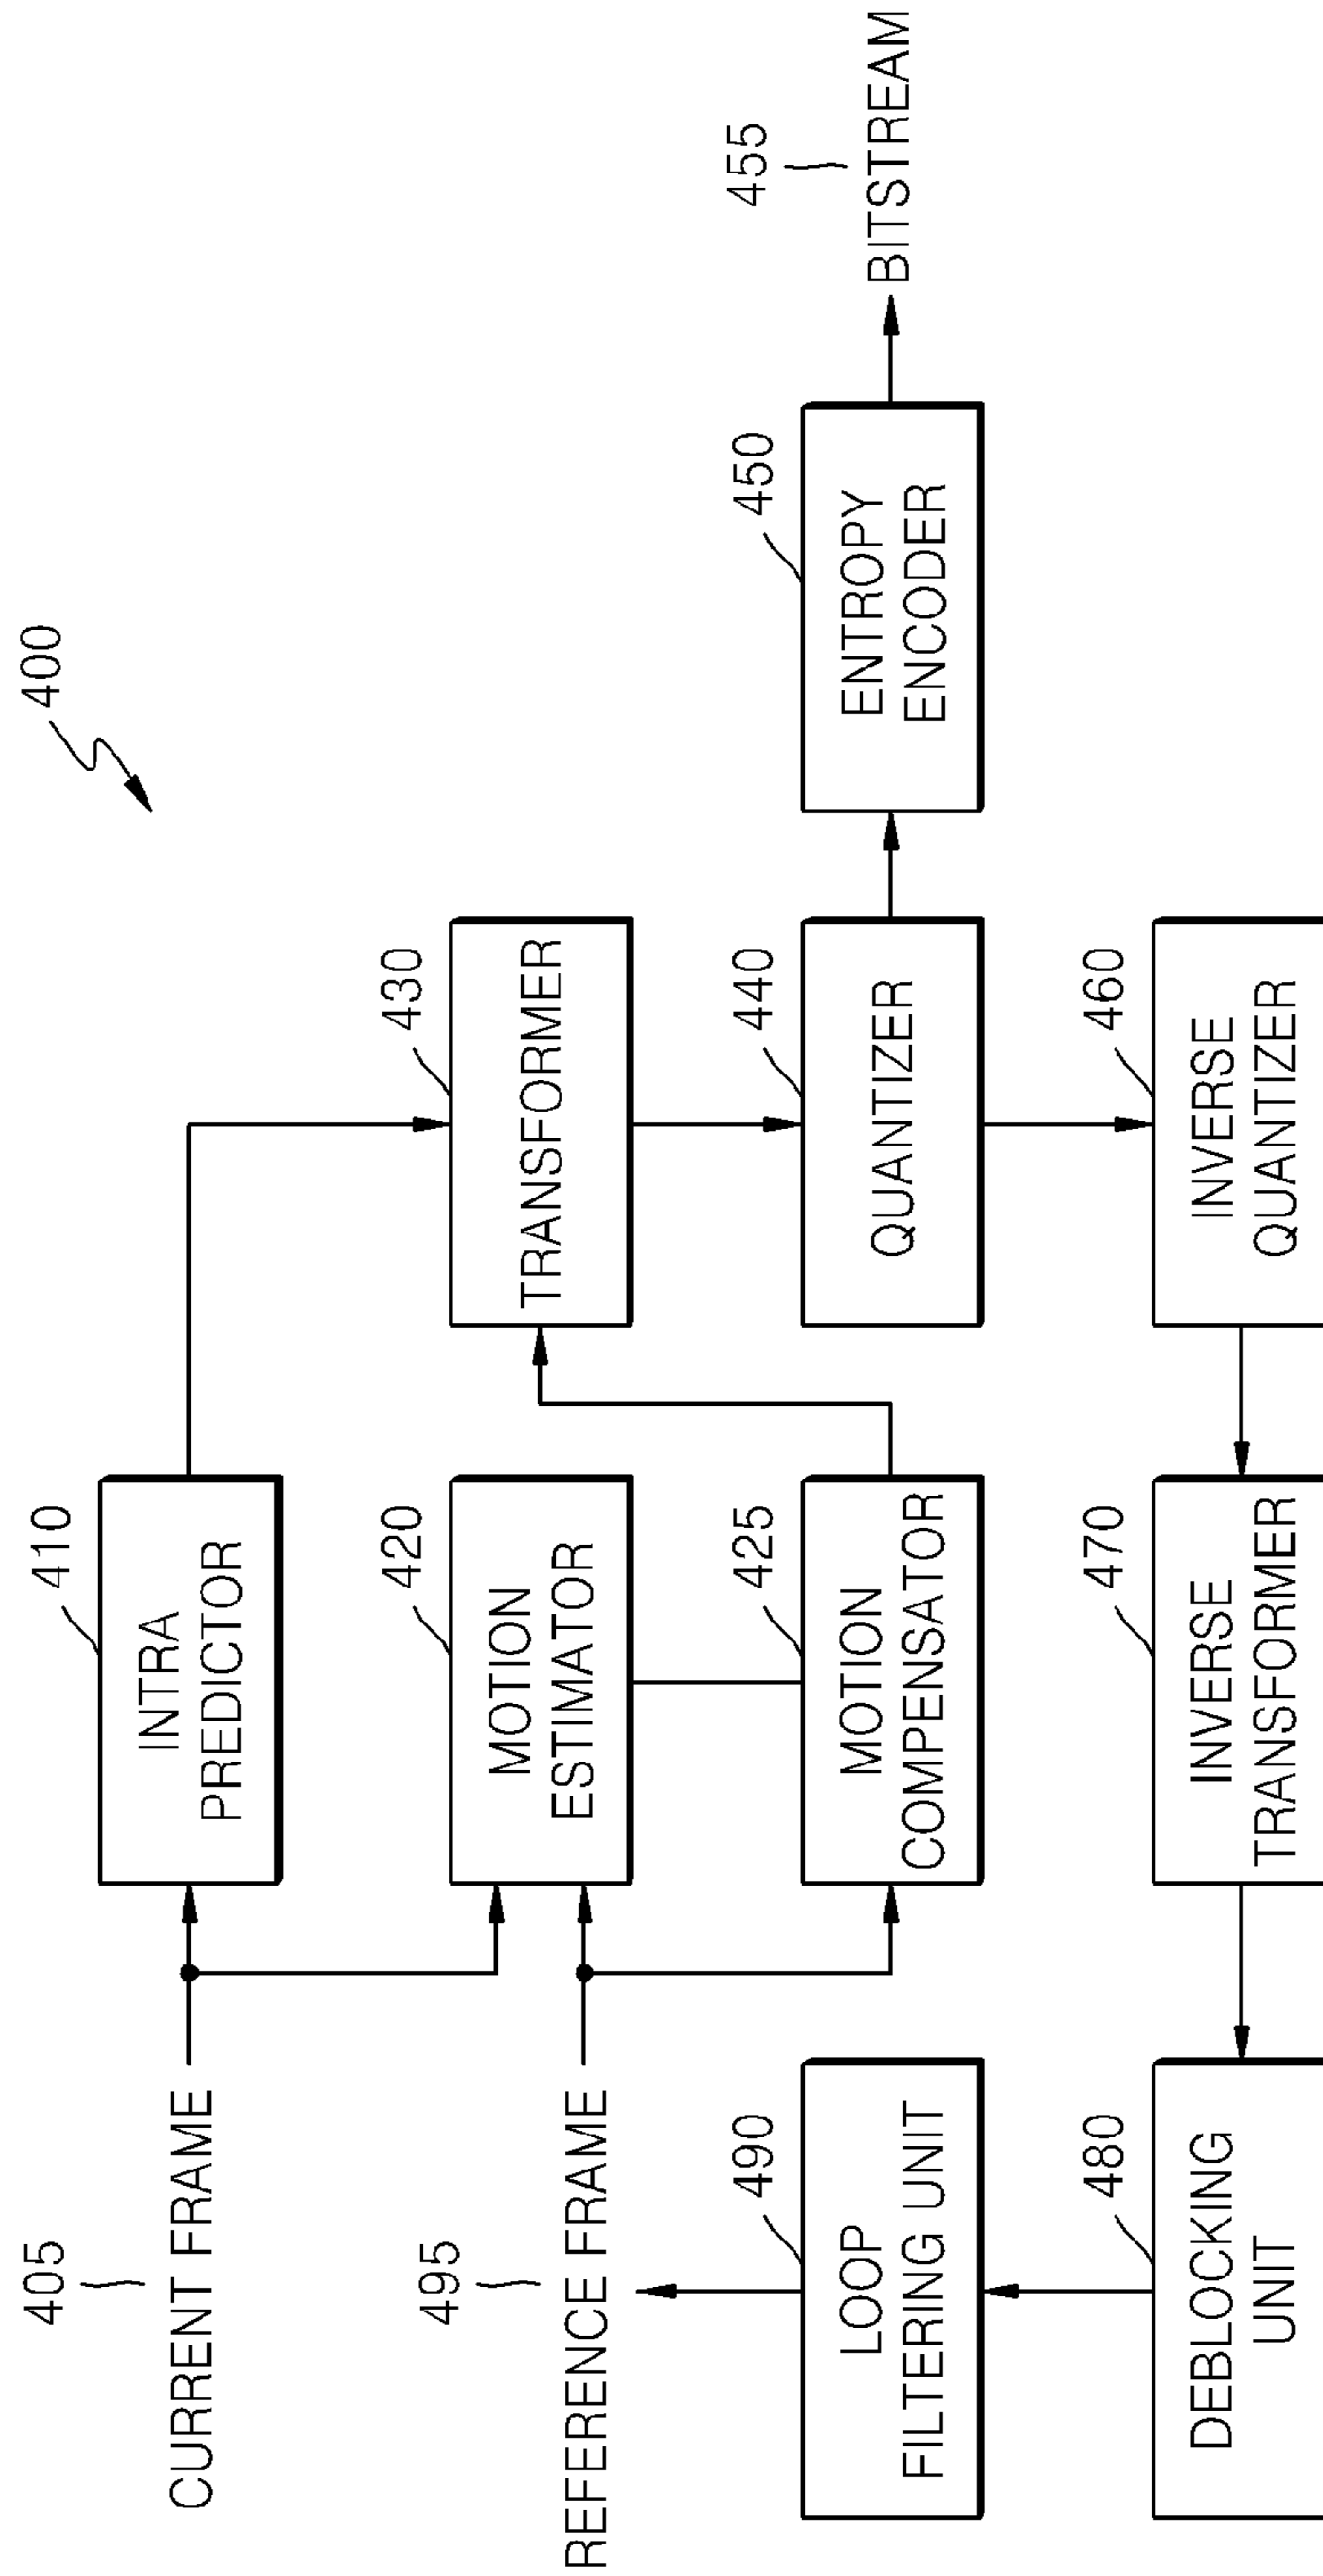 400
405
CURRENT FRAME
410
INTRA
PREDICTOR
495
REFERENCE FRAME
420
MOTION
ESTIMATOR
430
TRANSFORMER
490
LOOP
FILTERING UNIT
425
MOTION
COMPENSATOR
440
QUANTIZER
450
ENTROPY
ENCODER
455
BITSTREAM
480
DEBLOCKING
UNIT
470
INVERSE
TRANSFORMER
460
INVERSE
QUANTIZER